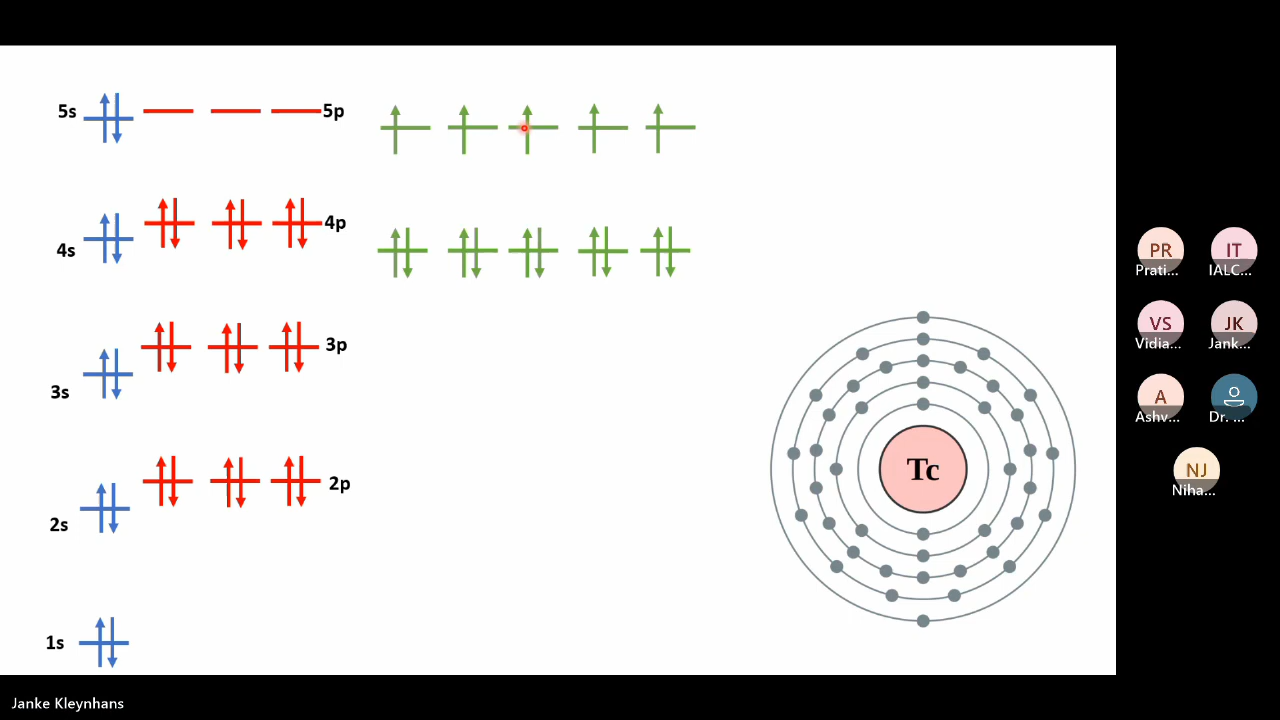 5s
5p
4s
4p
3s
3p
2s
2p
1s
Tc
PR
Prati...
IT
IALC...
VS
Vidia...
JK
Jank...
A
Ashv...
Dr. ...
NJ
Niha...
Janke Kleynhans